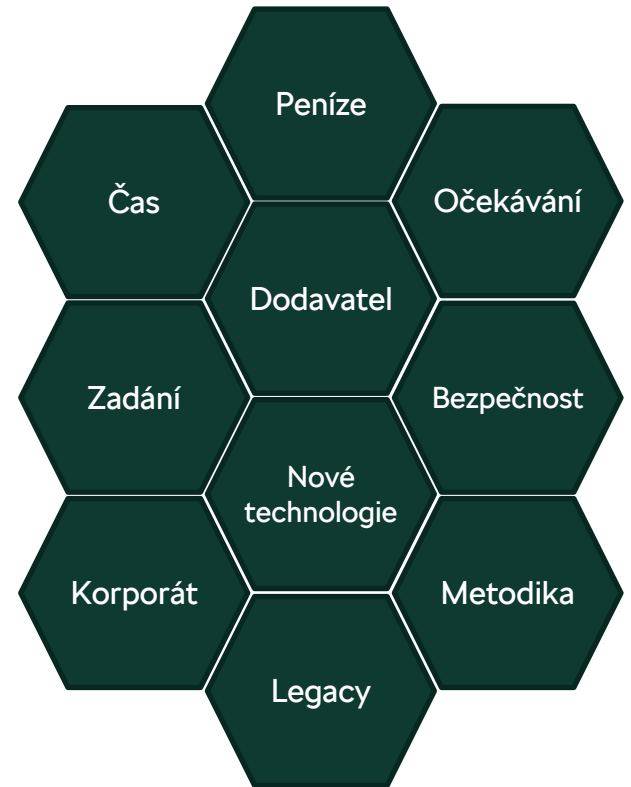 Peníze
Čas
Očekávání
Dodavatel
Zadání
Bezpečnost
Nové
technologie
Korporát
Metodika
Legacy